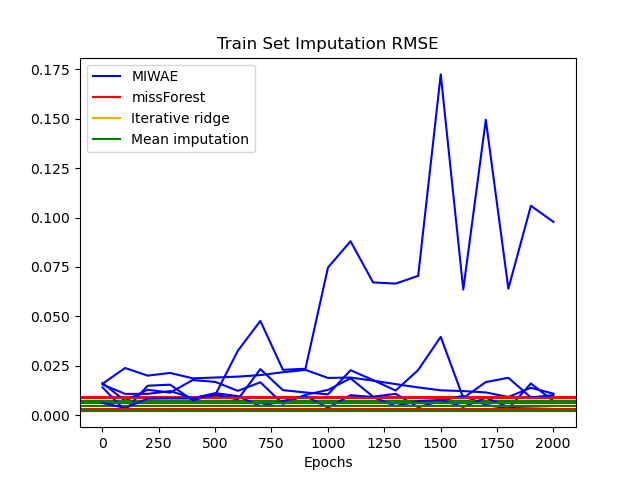 Train Set Imputation RMSE
MIWAE
missForest
Iterative ridge
Mean imputation
0.175
0.150
0.125
0.100
0.075
0.050
0.025
0.000
0 250 500 750 1000 1250 1500 1750 2000
Epochs